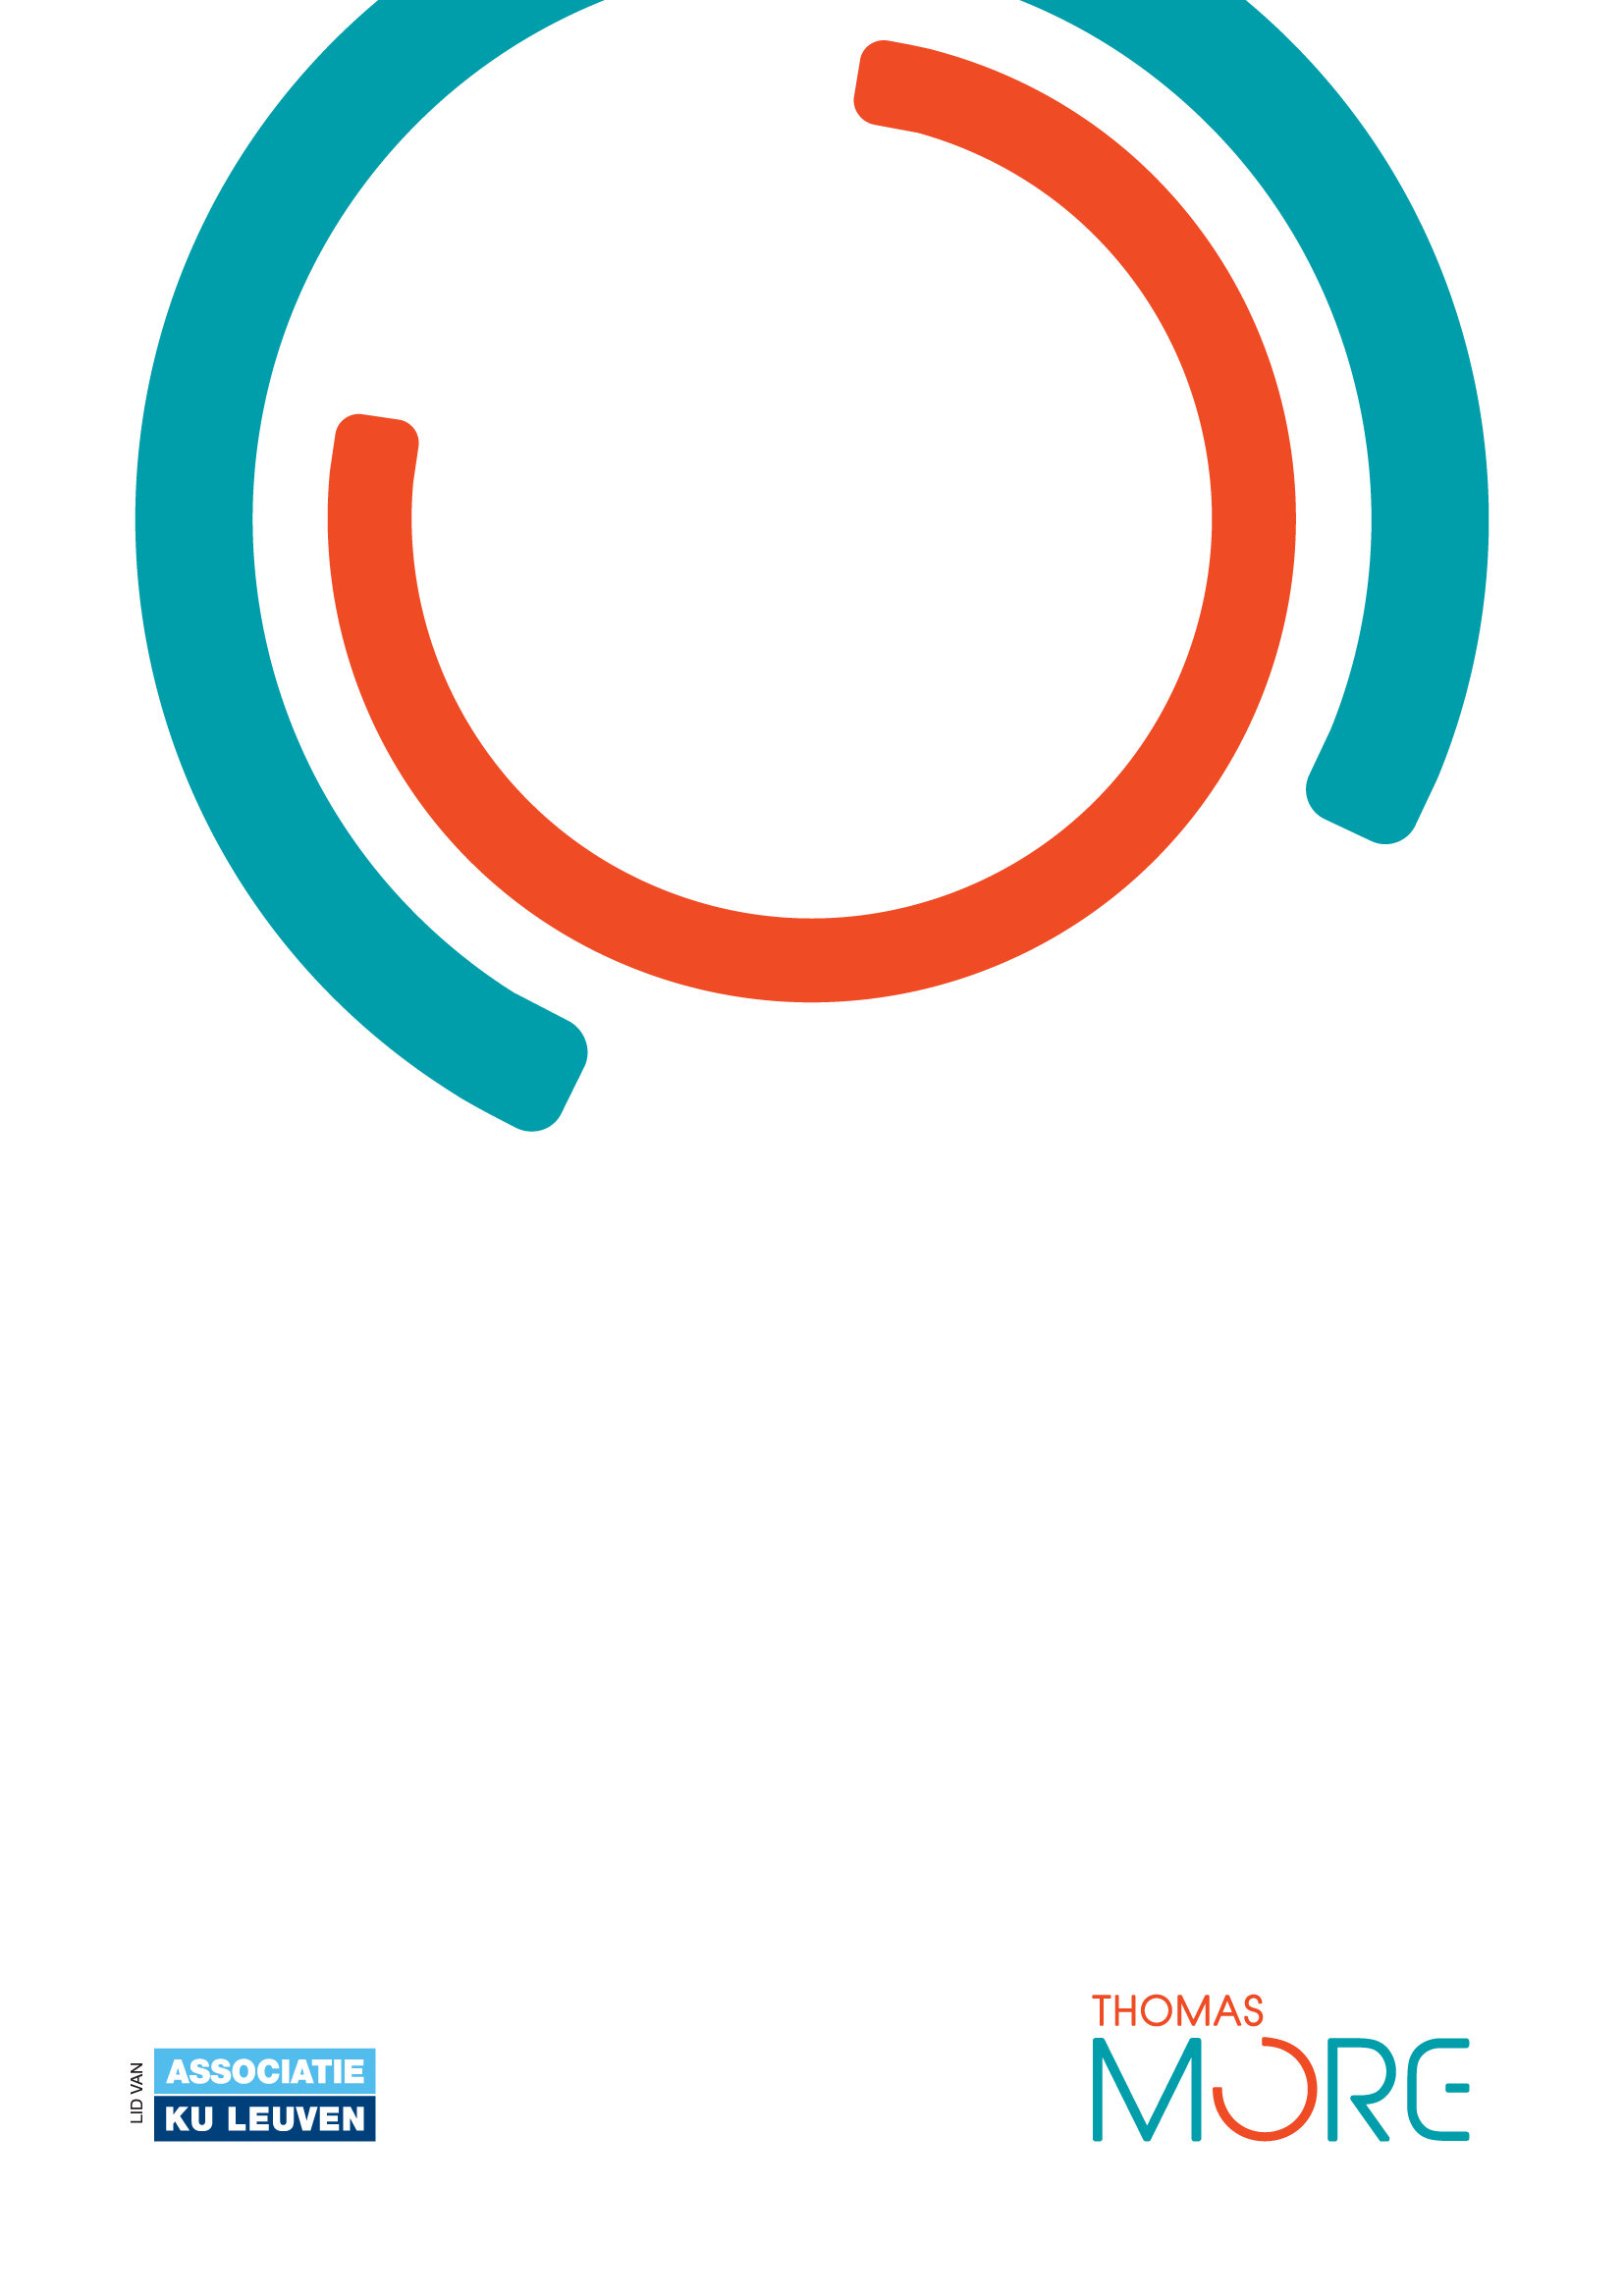 THOMAS
MORE
LID VAN
ASSOCIATIE
KU LEUVEN